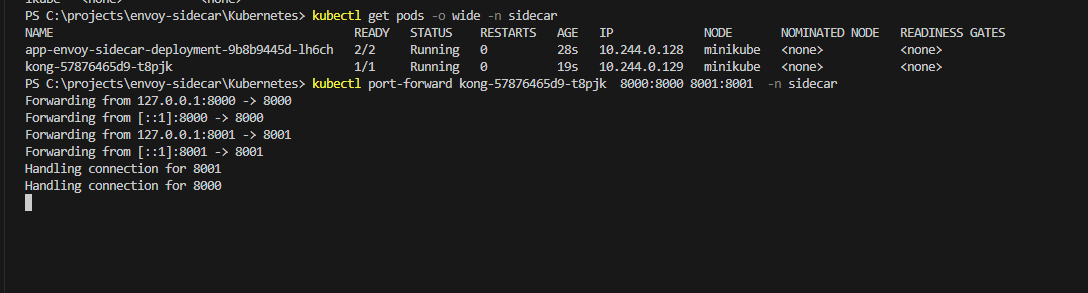 <none> <none>
PS C:\projects\envoy-sidecar\Kubernetes> kubectl get pods -o wide -n sidecar
NAME READY STATUS RESTARTS AGE IP NODE NOMINATED NODE READINESS GATES
app-envoy-sidecar-deployment-9b8b9445d-lh6ch 2/2 Running 0 28s 10.244.0.128 minikube <none> <none>
kong-57876465d9-t8pjk 1/1 Running 0 19s 10.244.0.129 minikube <none> <none>
PS C:\projects\envoy-sidecar\Kubernetes> kubectl port-forward kong-57876465d9-t8pjk 8000:8000 8001:8001 -n sidecar
Forwarding from 127.0.0.1:8000 -> 8000
Forwarding from [::1]:8000 -> 8000
Forwarding from 127.0.0.1:8001 -> 8001
Forwarding from [::1]:8001 -> 8001
Handling connection for 8001
Handling connection for 8000